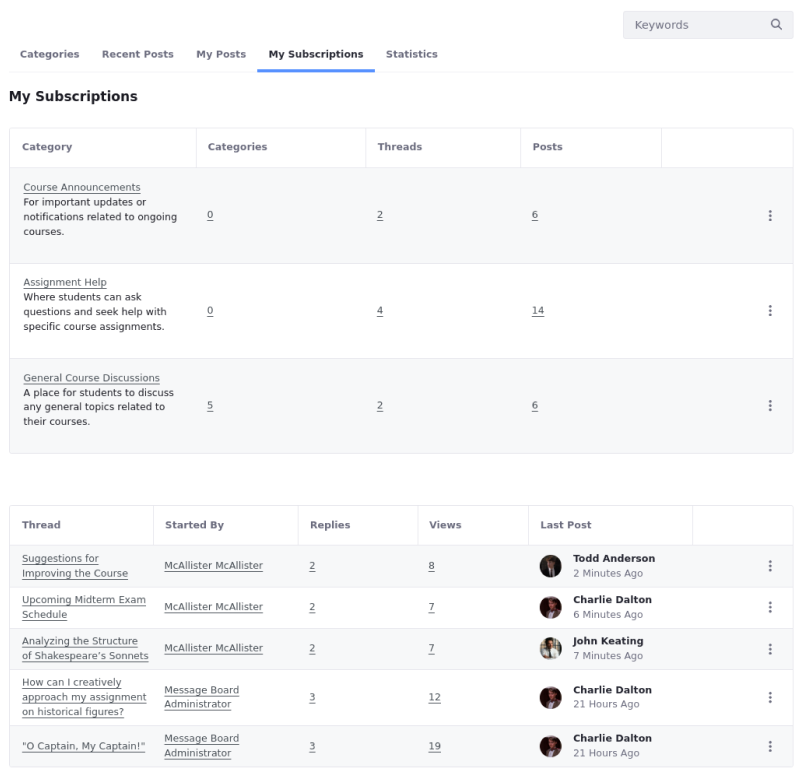 Keywords
Categories Recent Posts My Posts My Subscriptions Statistics
My Subscriptions
Category Categories Threads Posts
Course Announcements
For important updates or
notifications related to ongoing
courses.
0 2 6
Assignment Help
Where students can ask
questions and seek help with
specific course assignments.
0 4 14
General Course Discussions
A place for students to discuss
any general topics related to
their courses.
5 2 6
Thread Started By Replies Views Last Post
Suggestions for
Improving the Course
McAllister McAllister 2 8
Todd Anderson
2 Minutes Ago
Upcoming Midterm Exam
Schedule
McAllister McAllister 2 7
Charlie Dalton
6 Minutes Ago
Analyzing the Structure
of Shakespeare’s Sonnets
McAllister McAllister 2 7
John Keating
7 Minutes Ago
How can I creatively
approach my assignment
on historical figures?
Message Board
Administrator
3 12
Charlie Dalton
21 Hours Ago
"O Captain, My Captain!"
Message Board
Administrator
3 19
Charlie Dalton
21 Hours Ago